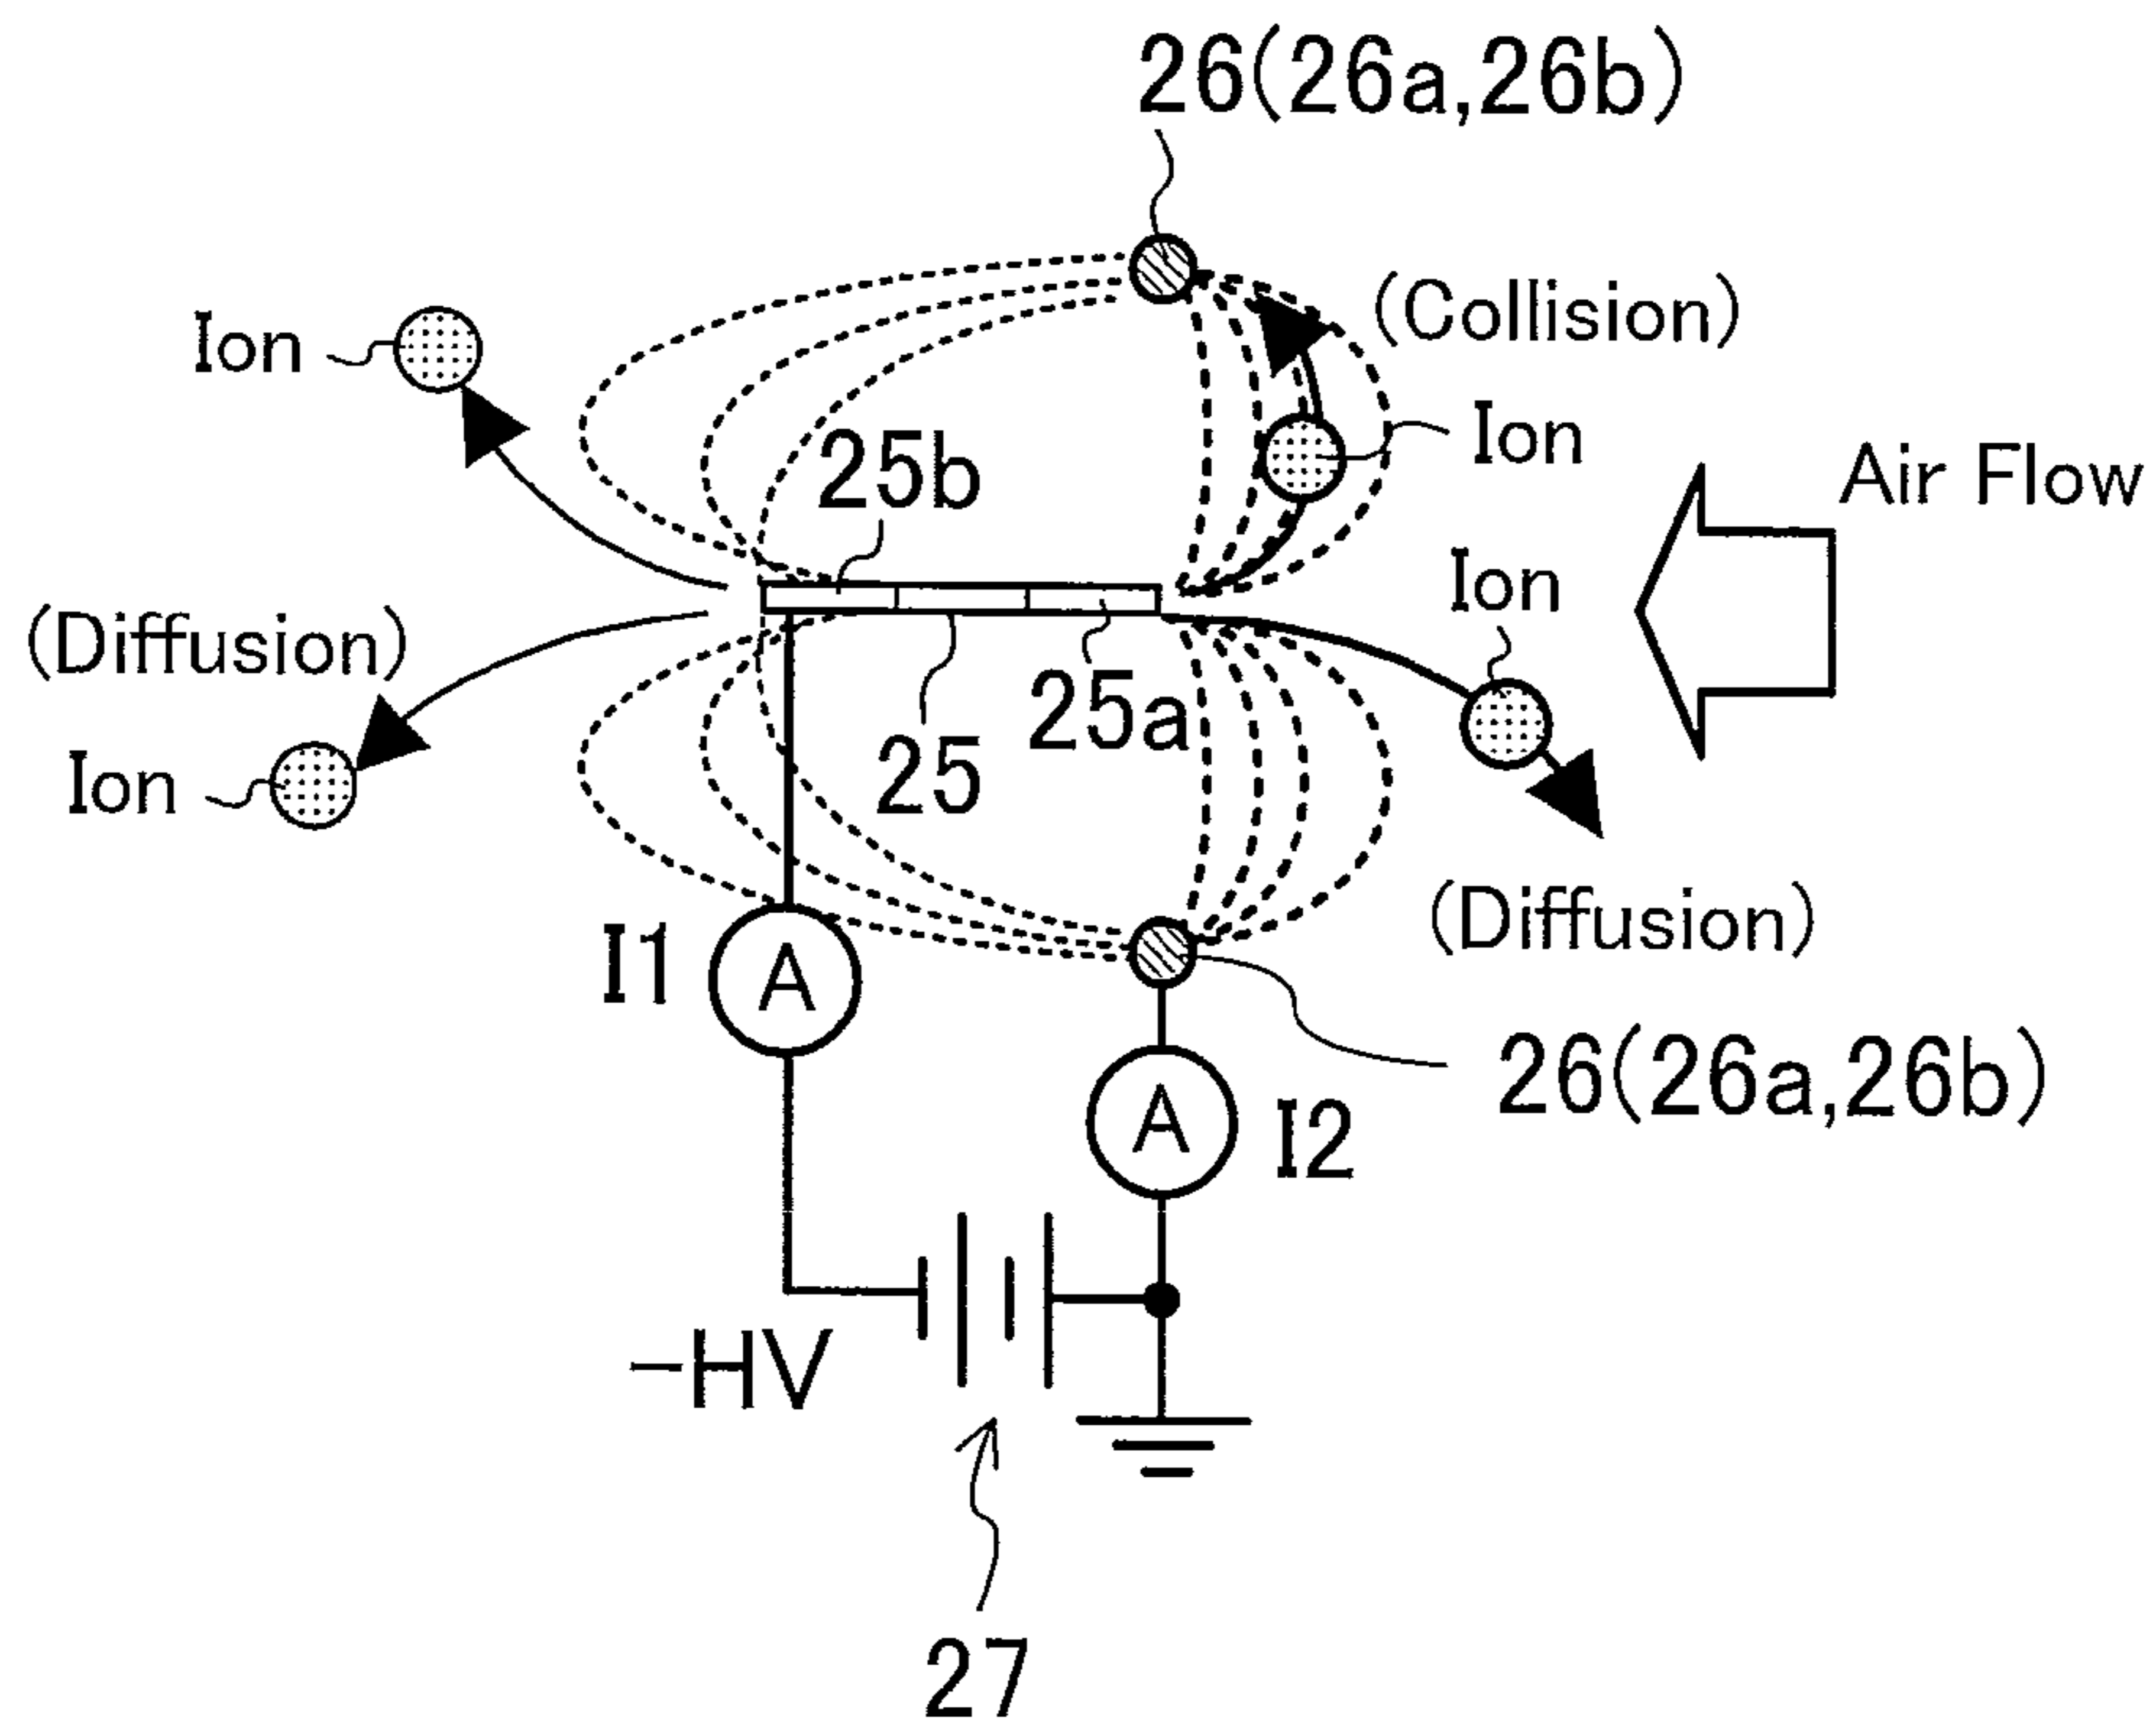 26(26a,26b)
(Collision)
Ion
Ion
Air Flow
25b
Ion
(Diffusion)
25a
25
Ion
(Diffusion)
I1
A
26(26a,26b)
A
I2
−HV
27